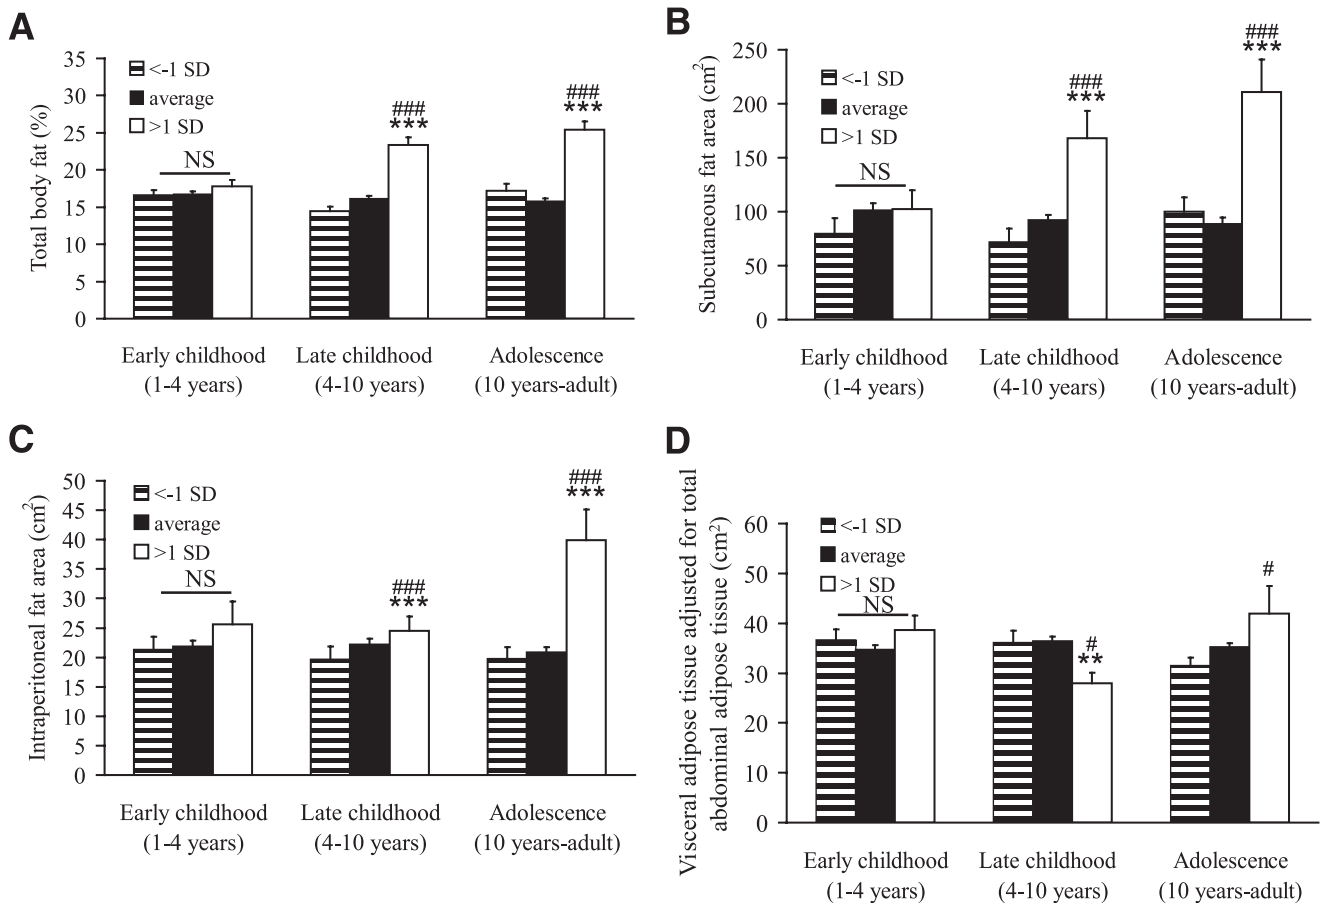 A
Total body fat (%)
35
30
25
20
15
10
5
0
<-1 SD
average
>1 SD
NS
###
***
###
***
Early childhood
(1-4 years)
Late childhood
(4-10 years)
Adolescence
(10 years-adult)
B
Subcutaneous fat area (cm²)
250
200
150
100
50
0
<-1 SD
average
>1 SD
NS
###
***
###
***
Early childhood
(1-4 years)
Late childhood
(4-10 years)
Adolescence
(10 years-adult)
C
Intraperitoneal fat area (cm²)
50
45
40
35
30
25
20
15
10
5
0
<-1 SD
average
>1 SD
NS
###
***
###
***
Early childhood
(1-4 years)
Late childhood
(4-10 years)
Adolescence
(10 years-adult)
D
Visceral adipose tissue adjusted for total
abdominal adipose tissue (cm²)
60
50
40
30
20
10
0
<-1 SD
average
>1 SD
NS
#
**
#
Early childhood
(1-4 years)
Late childhood
(4-10 years)
Adolescence
(10 years-adult)